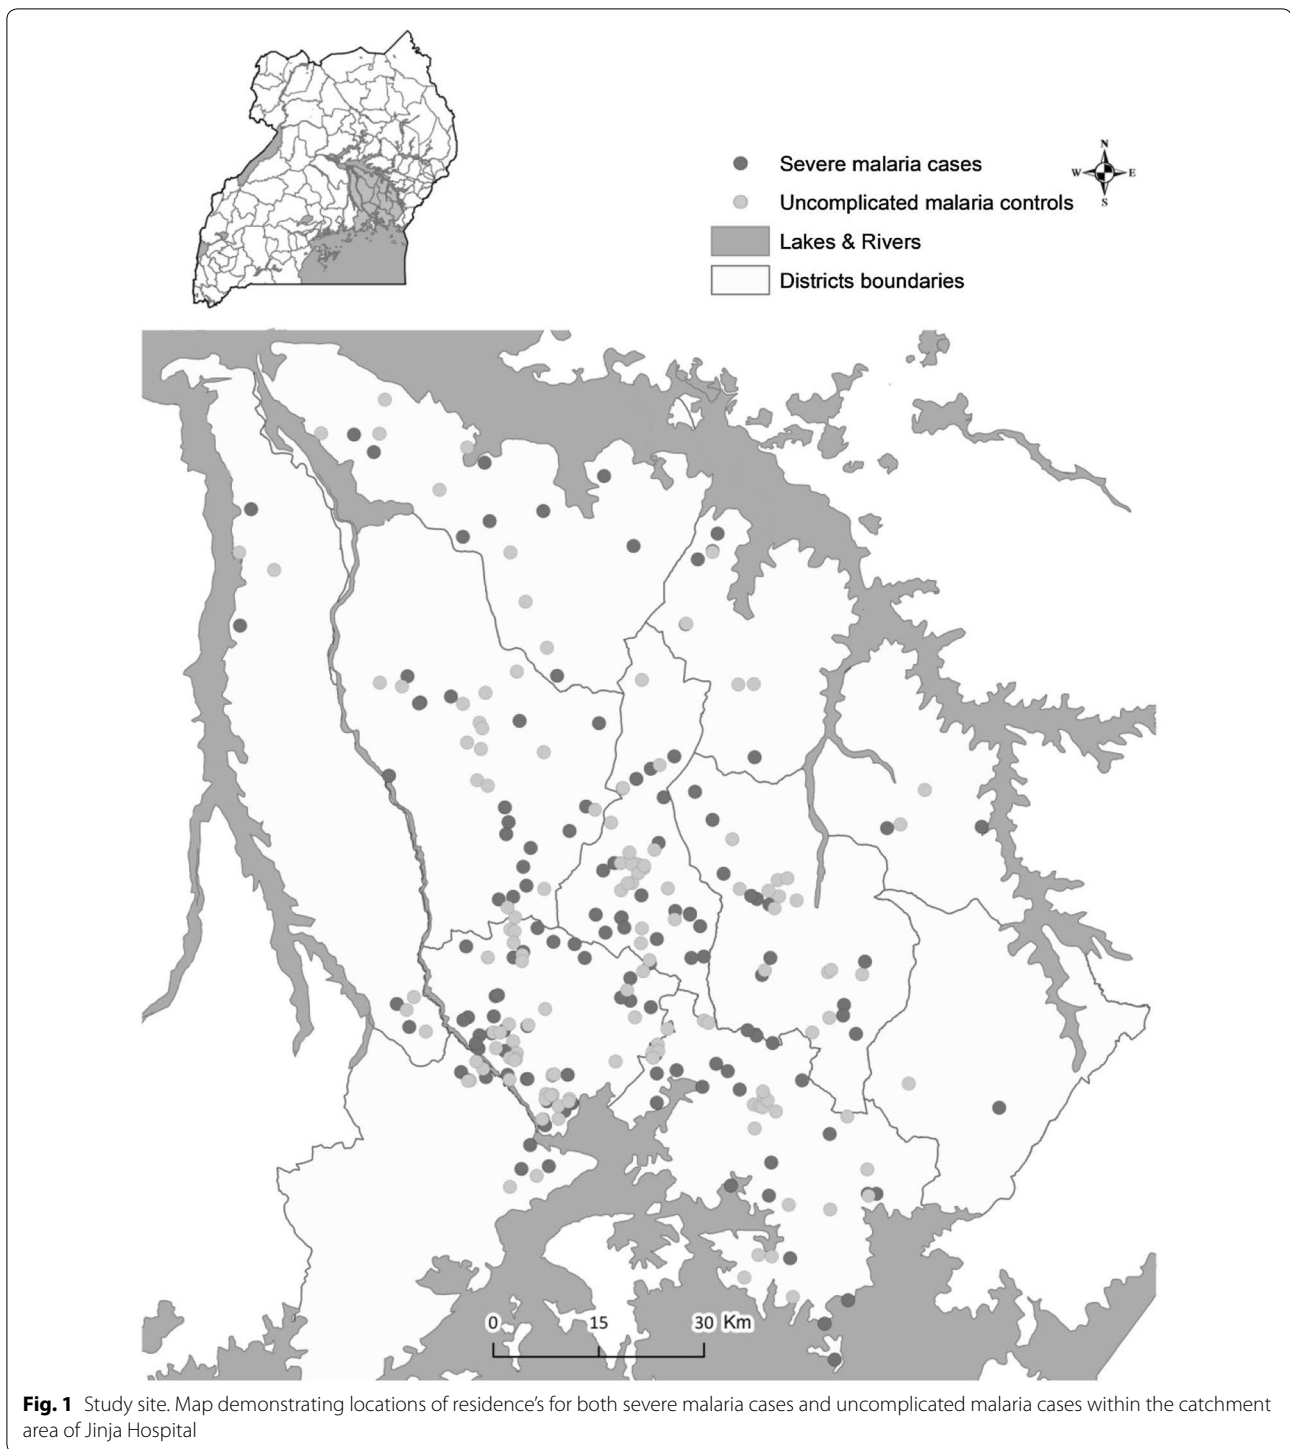 N
Severe malaria cases
W E
Uncomplicated malaria controls
S
Lakes & Rivers
Districts boundaries
0 15 30 Km
Fig. 1 Study site. Map demonstrating locations of residence's for both severe malaria cases and uncomplicated malaria cases within the catchment
area of Jinja Hospital